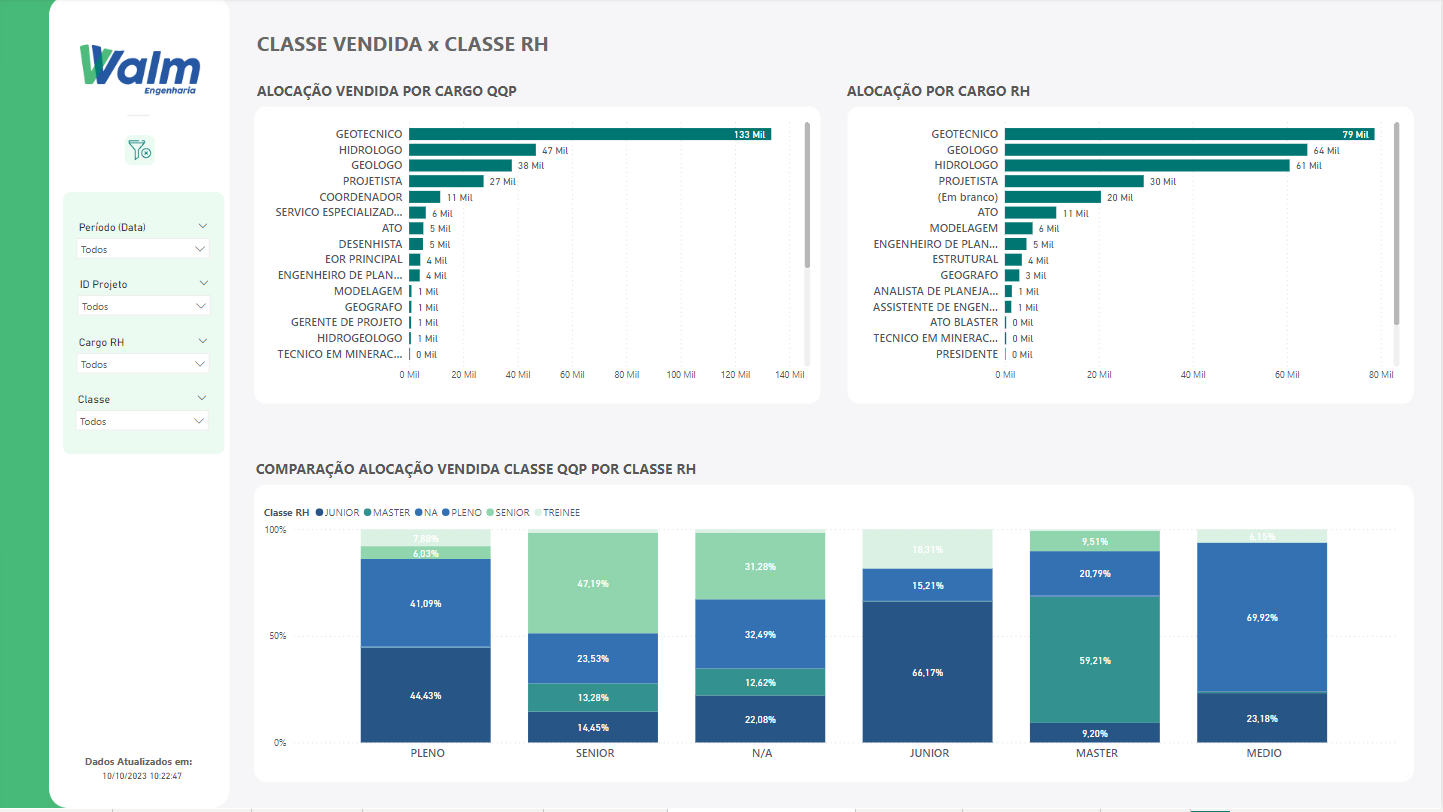 Walm
Engenharia
Período (Data)
Todos
ID Projeto
Todos
Cargo RH
Todos
Classe
Todos
Dados Atualizados em:
10/10/2023 10:22:47
CLASSE VENDIDA x CLASSE RH
ALOCAÇÃO VENDIDA POR CARGO QQP
GEOTECNICO 133 Mil
HIDROLOGO 47 Mil
GEOLOGO 38 Mil
PROJETISTA 27 Mil
COORDENADOR 11 Mil
SERVICO ESPECIALIZAD... 6 Mil
ATO 5 Mil
DESENHISTA 5 Mil
EOR PRINCIPAL 4 Mil
ENGENHEIRO DE PLAN... 4 Mil
MODELAGEM 1 Mil
GEOGRAFO 1 Mil
GERENTE DE PROJETO 1 Mil
HIDROGEOLOGO 1 Mil
TECNICO EM MINERAC... 0 Mil
0 Mil 20 Mil 40 Mil 60 Mil 80 Mil 100 Mil 120 Mil 140 Mil
ALOCAÇÃO POR CARGO RH
GEOTECNICO 79 Mil
GEOLOGO 64 Mil
HIDROLOGO 61 Mil
PROJETISTA 30 Mil
(Em branco) 20 Mil
ATO 11 Mil
MODELAGEM 6 Mil
ENGENHEIRO DE PLAN... 5 Mil
ESTRUTURAL 4 Mil
GEOGRAFO 3 Mil
ANALISTA DE PLANEJA... 1 Mil
ASSISTENTE DE ENGEN... 1 Mil
ATO BLASTER 0 Mil
TECNICO EM MINERAC... 0 Mil
PRESIDENTE 0 Mil
0 Mil 20 Mil 40 Mil 60 Mil 80 Mil
COMPARAÇÃO ALOCAÇÃO VENDIDA CLASSE QQP POR CLASSE RH
Classe RH JUNIOR MASTER NA PLENO SENIOR TREINEE
100%
50%
0%
7,88%
6,03%
41,09%
44,43%
PLENO
47,19%
23,53%
13,28%
14,45%
SENIOR
31,28%
32,49%
12,62%
22,08%
N/A
18,31%
15,21%
66,17%
JUNIOR
9,51%
20,79%
59,21%
9,20%
MASTER
6,15%
69,92%
23,18%
MEDIO